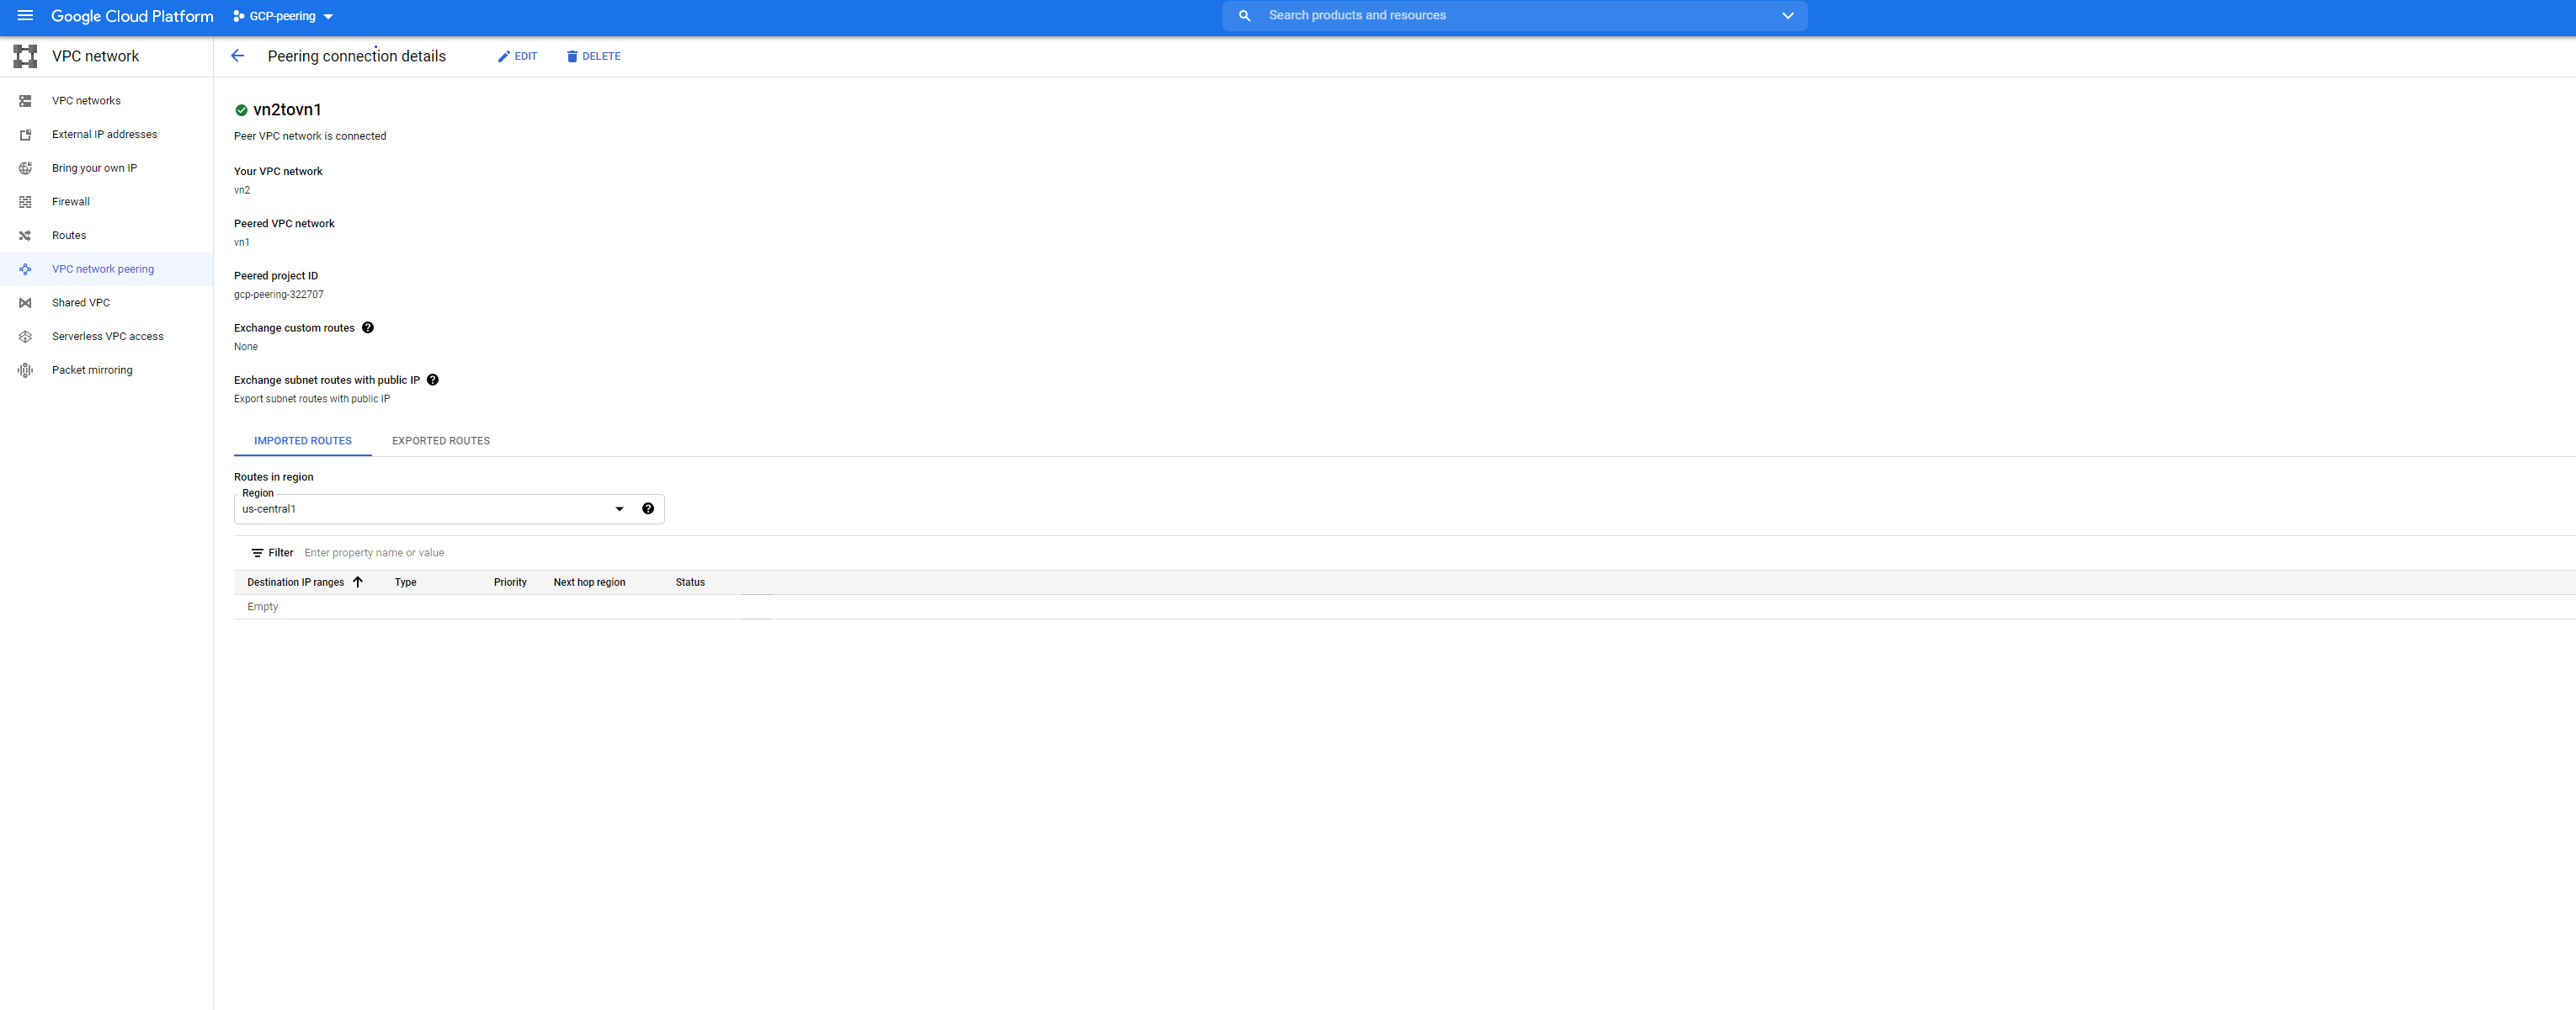 Google Cloud Platform
GCP-peering
Search products and resources
VPC network
Peering connection details
EDIT
DELETE
VPC networks
External IP addresses
Bring your own IP
Firewall
Routes
VPC network peering
Shared VPC
Serverless VPC access
Packet mirroring
vn2tovn1
Peer VPC network is connected
Your VPC network
vn2
Peered VPC network
vn1
Peered project ID
gcp-peering-322707
Exchange custom routes
None
Exchange subnet routes with public IP
Export subnet routes with public IP
IMPORTED ROUTES
EXPORTED ROUTES
Routes in region
Region
us-central1
Filter Enter property name or value
Destination IP ranges Type Priority Next hop region Status
Empty